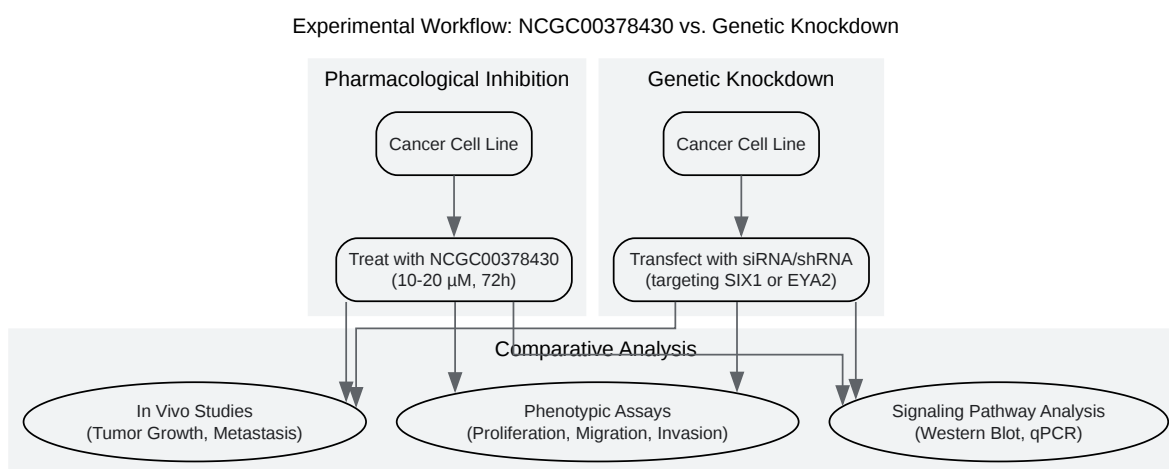 Experimental Workflow: NCGC00378430 vs. Genetic Knockdown
Pharmacological Inhibition
Genetic Knockdown
Cancer Cell Line
Cancer Cell Line
Treat with NCGC00378430
(10-20 µM, 72h)
Transfect with siRNA/shRNA
(targeting SIX1 or EYA2)
Comparative Analysis
In Vivo Studies
(Tumor Growth, Metastasis)
Phenotypic Assays
(Proliferation, Migration, Invasion)
Signaling Pathway Analysis
(Western Blot, qPCR)